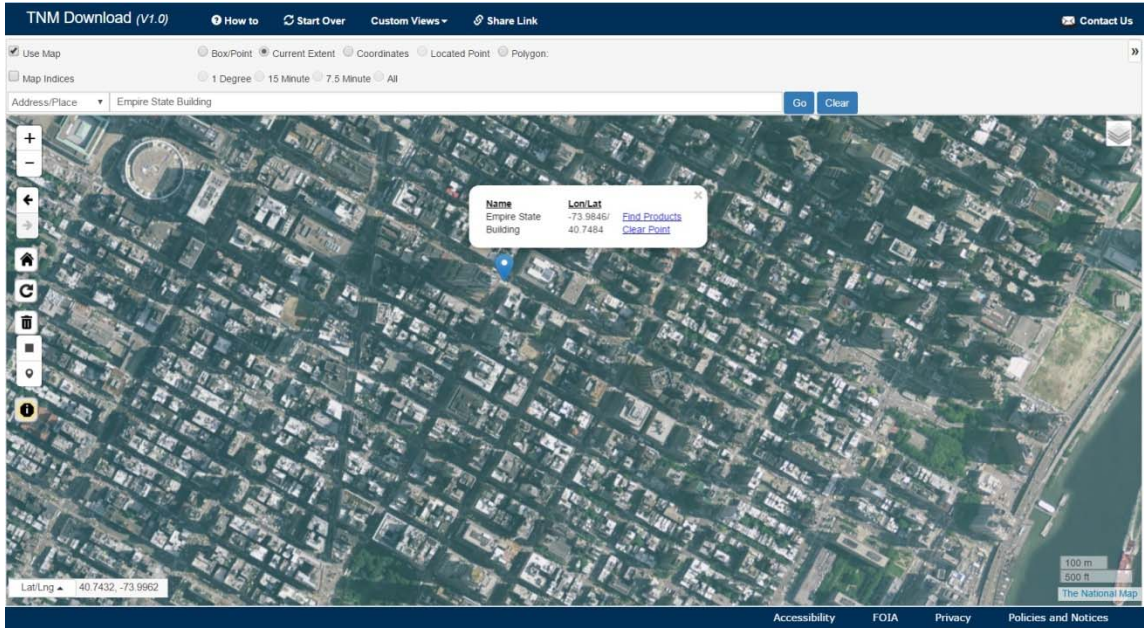 TNM Download (V1.0) How to Start Over Custom Views Share Link Contact Us
Use Map Box/Point Current Extent Coordinates Located Point Polygon: »
Map Indices 1 Degree 15 Minute 7.5 Minute All
Address/Place Empire State Building Go Clear
+
−
Name Lon/Lat ×
Empire State -73.9846/ Find Products
Building 40.7484 Clear Point
100 m
500 ft
Lat/Lng 40.7432, -73.9962
The National Map
Accessibility FOIA Privacy Policies and Notices